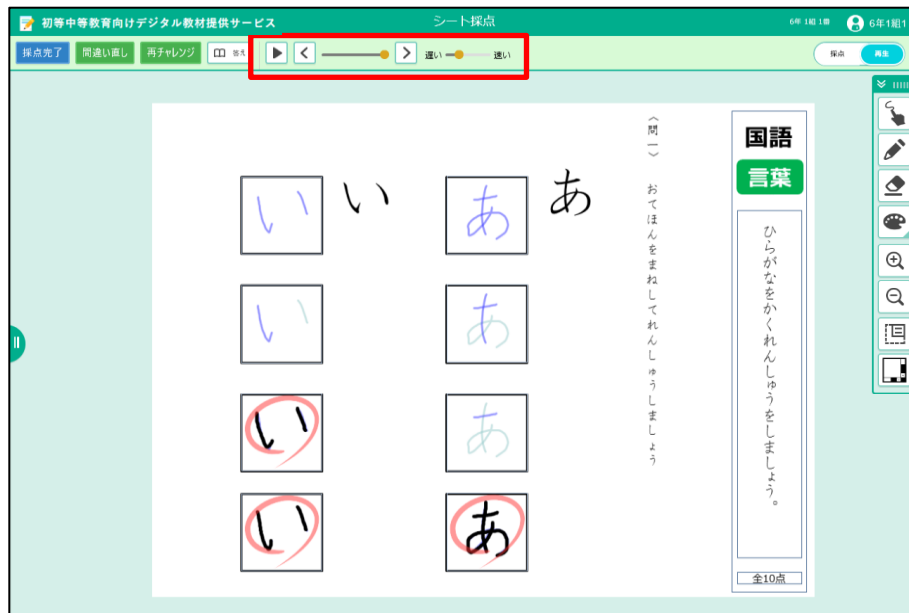 初等中等教育向けデジタル教材提供サービス
シート採点
6年 1組 1番
6年1組1
採点完了
間違い直し
再チャレンジ
答え
遅い
速い
採点
再生
国語
言葉
ひらがなをかくれんしゅうをしましょう。
全10点
〈問一〉 おてほんをまねしてれんしゅうしましょう
あ
あ
あ
あ
あ
い
い
い
い
い